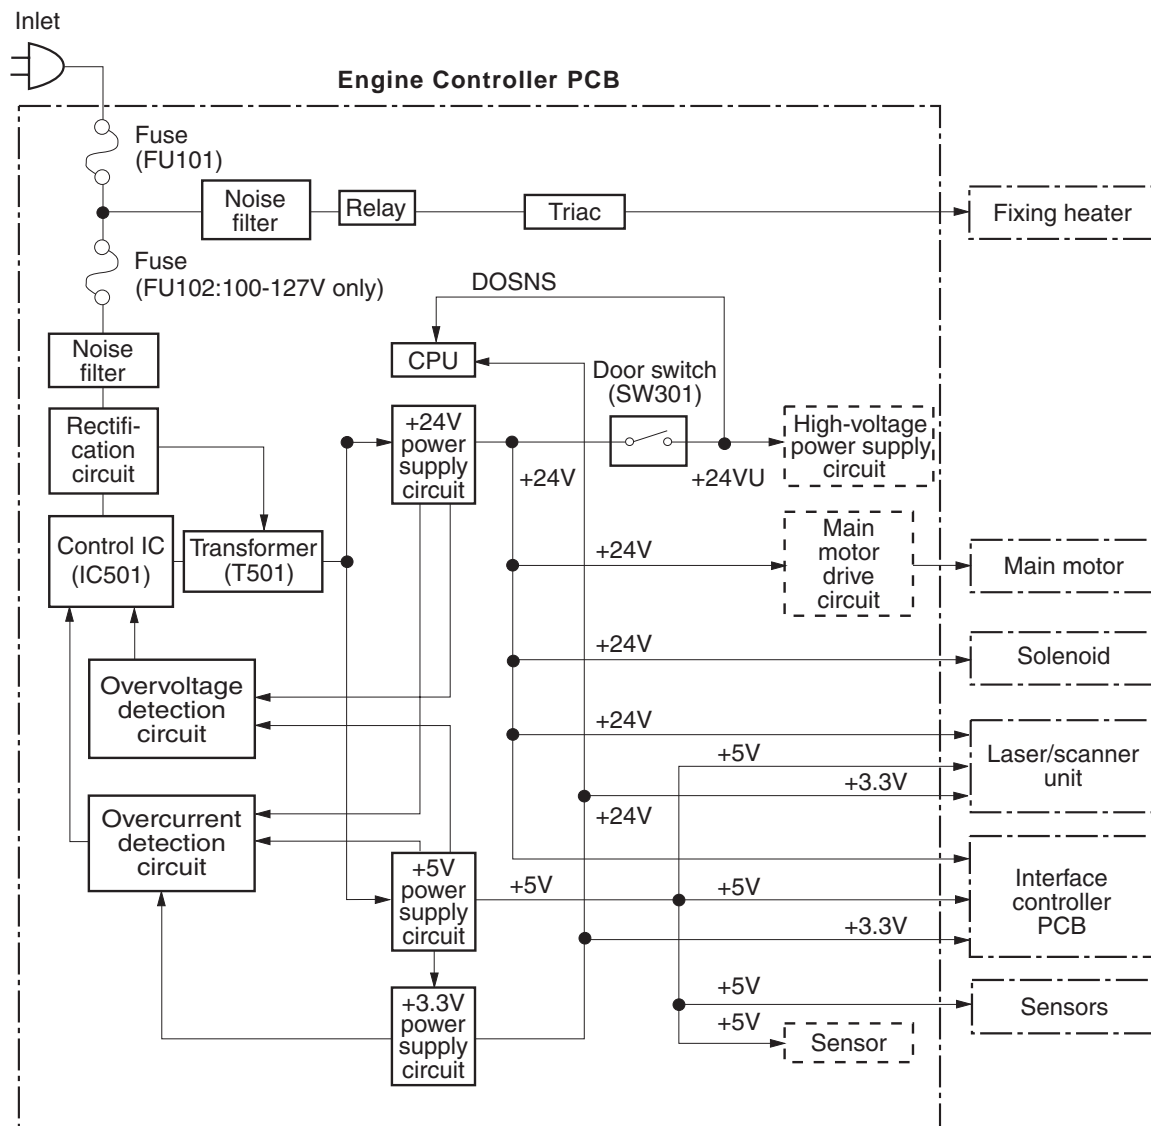 Inlet
Engine Controller PCB
Fuse
(FU101)
Noise
filter
Relay
Triac
Fixing heater
Fuse
(FU102:100-127V only)
DOSNS
Noise
filter
CPU
Door switch
(SW301)
Rectifi-
cation
circuit
+24V
power
supply
circuit
+24V
+24VU
High-voltage
power supply
circuit
Control IC
(IC501)
Transformer
(T501)
+24V
Main
motor
drive
circuit
Main motor
+24V
Solenoid
Overvoltage
detection
circuit
+24V
+5V
+3.3V
Laser/scanner
unit
+24V
Overcurrent
detection
circuit
+5V
power
supply
circuit
+5V
+5V
+3.3V
Interface
controller
PCB
+3.3V
power
supply
circuit
+5V
Sensors
+5V
Sensor